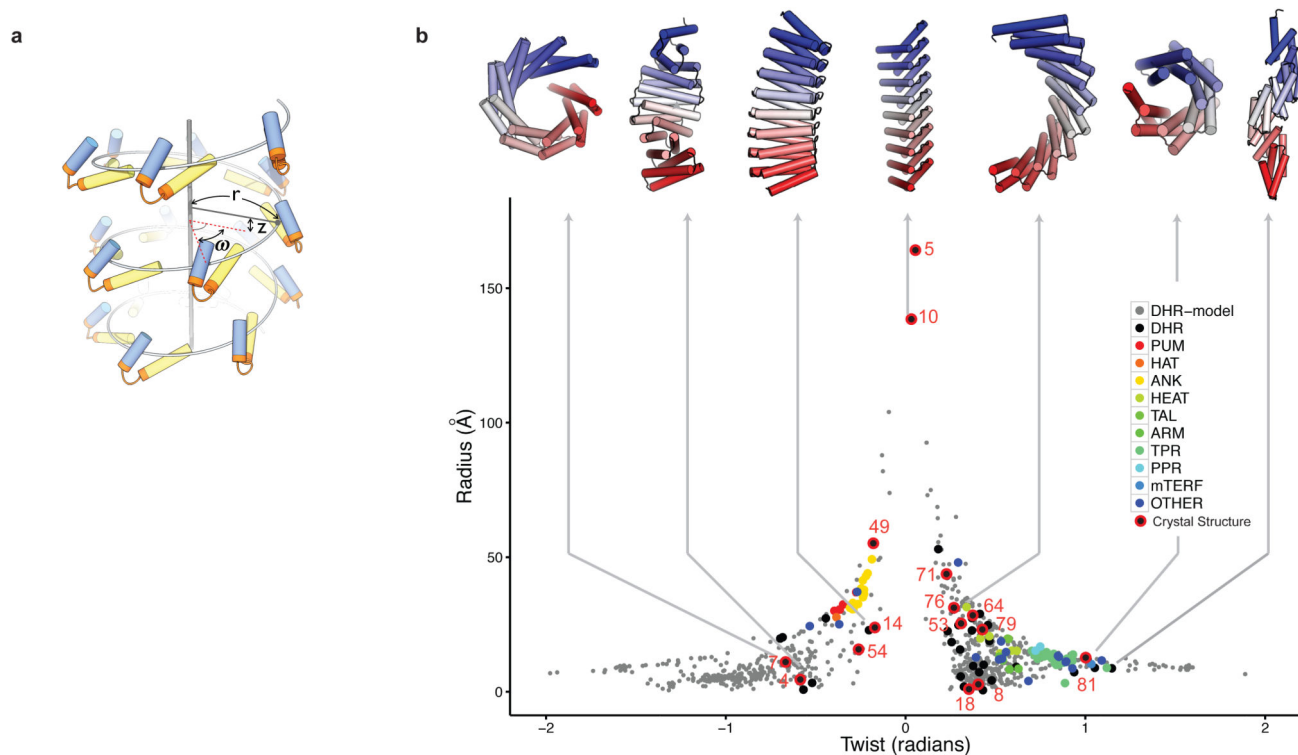 a
b
r
z
ω
5
10
49
14
54
7
4
71
76
64
53
79
18
8
81
DHR−model
DHR
PUM
HAT
ANK
HEAT
TAL
ARM
TPR
PPR
mTERF
OTHER
Crystal Structure
Radius (Å)
150
100
50
0
−2
−1
0
1
2
Twist (radians)